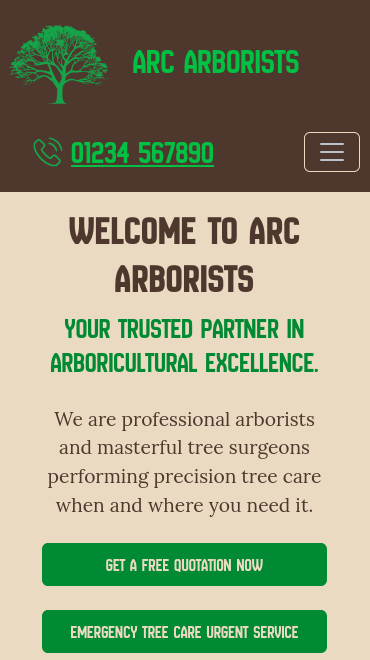 ARC ARBORISTS
01234 567890
WELCOME TO ARC
ARBORISTS
YOUR TRUSTED PARTNER IN
ARBORICULTURAL EXCELLENCE.
We are professional arborists
and masterful tree surgeons
performing precision tree care
when and where you need it.
GET A FREE QUOTATION NOW
EMERGENCY TREE CARE URGENT SERVICE